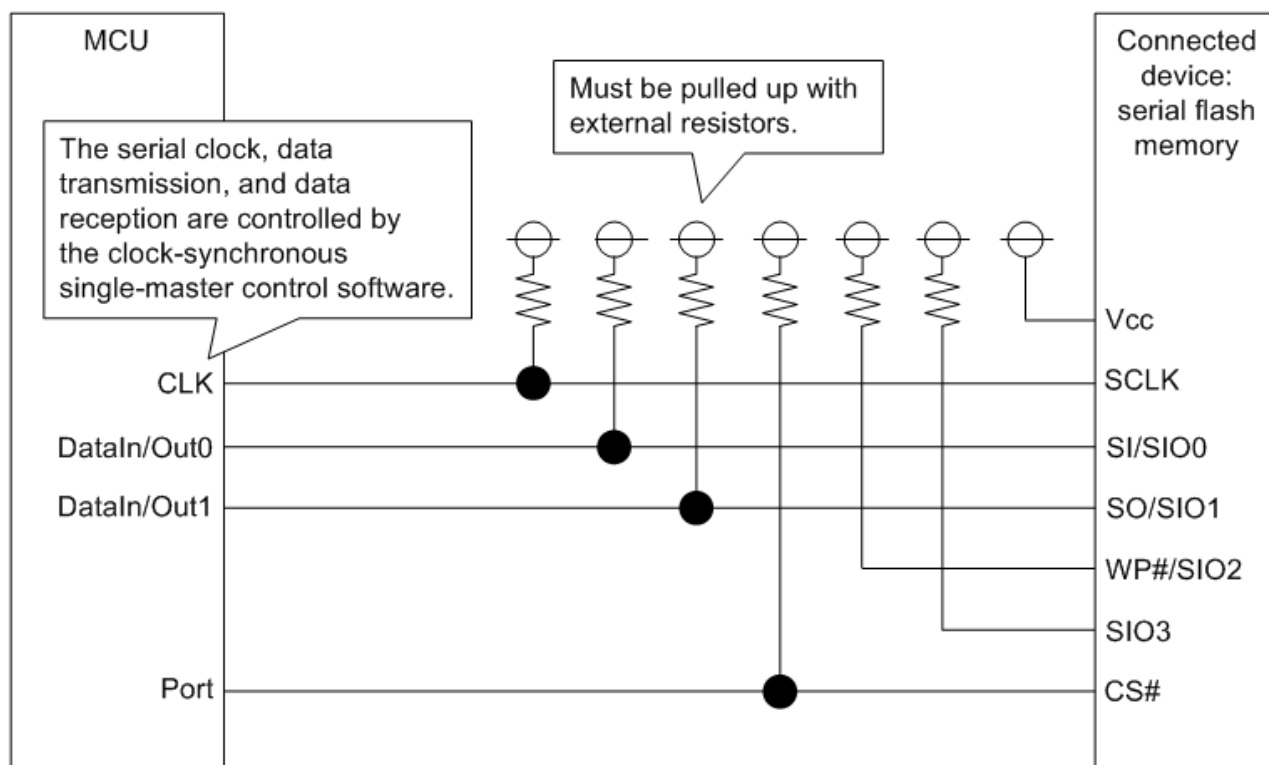 MCU
The serial clock, data
transmission, and data
reception are controlled by
the clock-synchronous
single-master control software.
Must be pulled up with
external resistors.
Connected
device:
serial flash
memory
Vcc
CLK
SCLK
DataIn/Out0
SI/SIO0
DataIn/Out1
SO/SIO1
WP#/SIO2
SIO3
Port
CS#